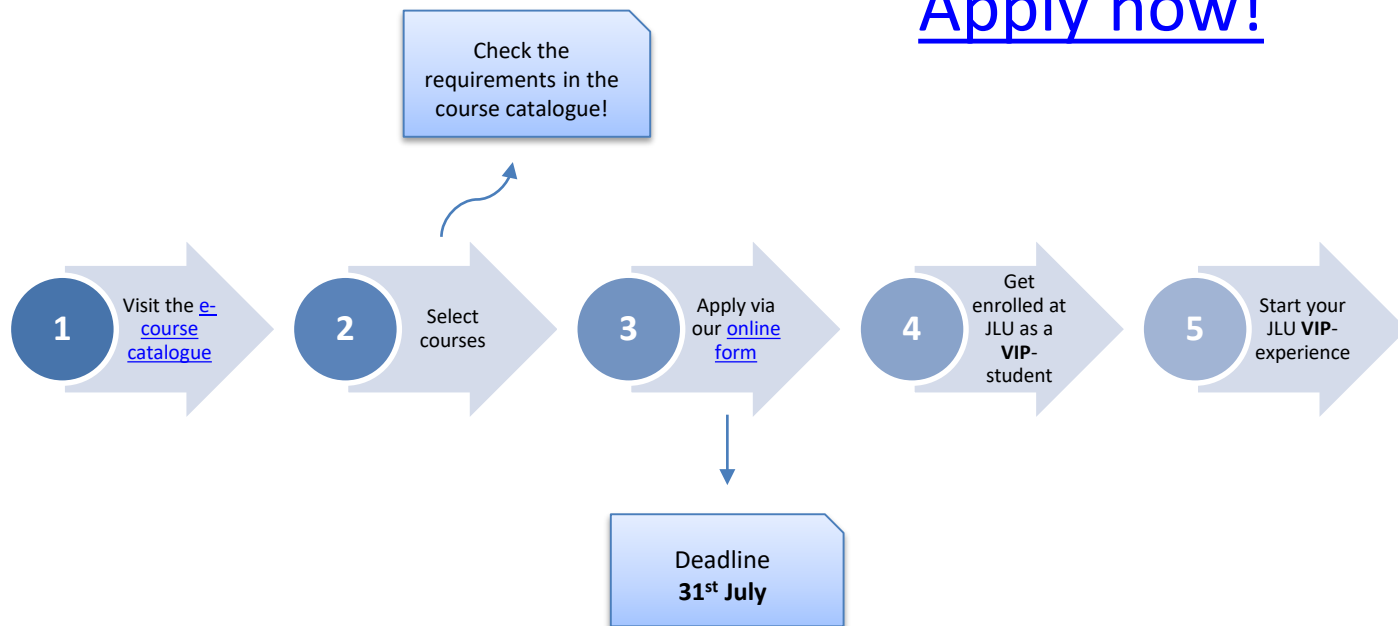 Apply now!
Check the
requirements in the
course catalogue!
1
Visit the e-
course
catalogue
2
Select
courses
3
Apply via
our online
form
4
Get
enrolled at
JLU as a
VIP-
student
5
Start your
JLU VIP-
experience
Deadline
31st July